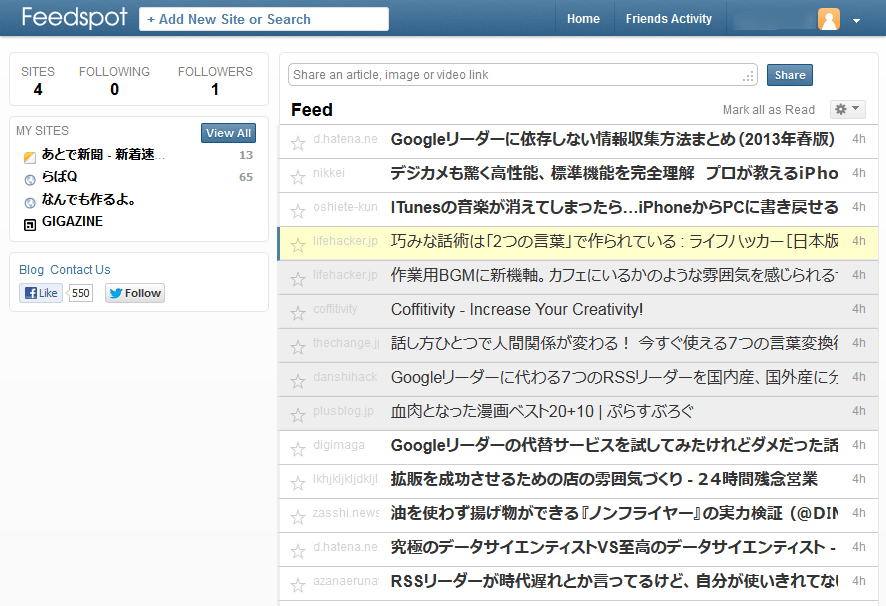 Feedspot
+ Add New Site or Search
Home
Friends Activity
SITES
4
FOLLOWING
0
FOLLOWERS
1
MY SITES
View All
あとで新聞 - 新着速...
13
らばQ
65
なんでも作るよ。
GIGAZINE
Blog Contact Us
Like
550
Follow
Share an article, image or video link
Share
Feed
Mark all as Read
d.hatena.ne Googleリーダーに依存しない情報収集方法まとめ（2013年春版） 4h
nikkei デジカメも驚く高性能、標準機能を完全理解　プロが教えるiPho 4h
oshiete-kun ITunesの音楽が消えてしまったら…iPhoneからPCに書き戻せる 4h
lifehacker.jp 巧みな話術は「2つの言葉」で作られている : ライフハッカー［日本版 4h
lifehacker.jp 作業用BGMに新機軸。カフェにいるかのような雰囲気を感じられる 4h
coffitivity Coffitivity - Increase Your Creativity! 4h
thechange.j 話し方ひとつで人間関係が変わる！ 今すぐ使える7つの言葉変換 4h
danshihack Googleリーダーに代わる7つのRSSリーダーを国内産、国外産に 4h
plusblog.jp 血肉となった漫画ベスト20+10 | ぷらすぶろぐ 4h
digimaga Googleリーダーの代替サービスを試してみたけれどダメだった話 4h
lkhjkljkljdkljl 拡販を成功させるための店の雰囲気づくり - 24時間残念営業 4h
zasshi.news 油を使わず揚げ物ができる『ノンフライヤー』の実力検証 （@DIM 4h
d.hatena.ne 究極のデータサイエンティストVS至高のデータサイエンティスト - 4h
azanaeruna RSSリーダーが時代遅れとか言ってるけど、自分が使いきれてな 4h